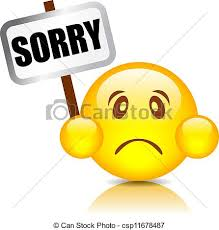 SORRY
Can Stock Photo
© Can Stock Photo - csp11678487